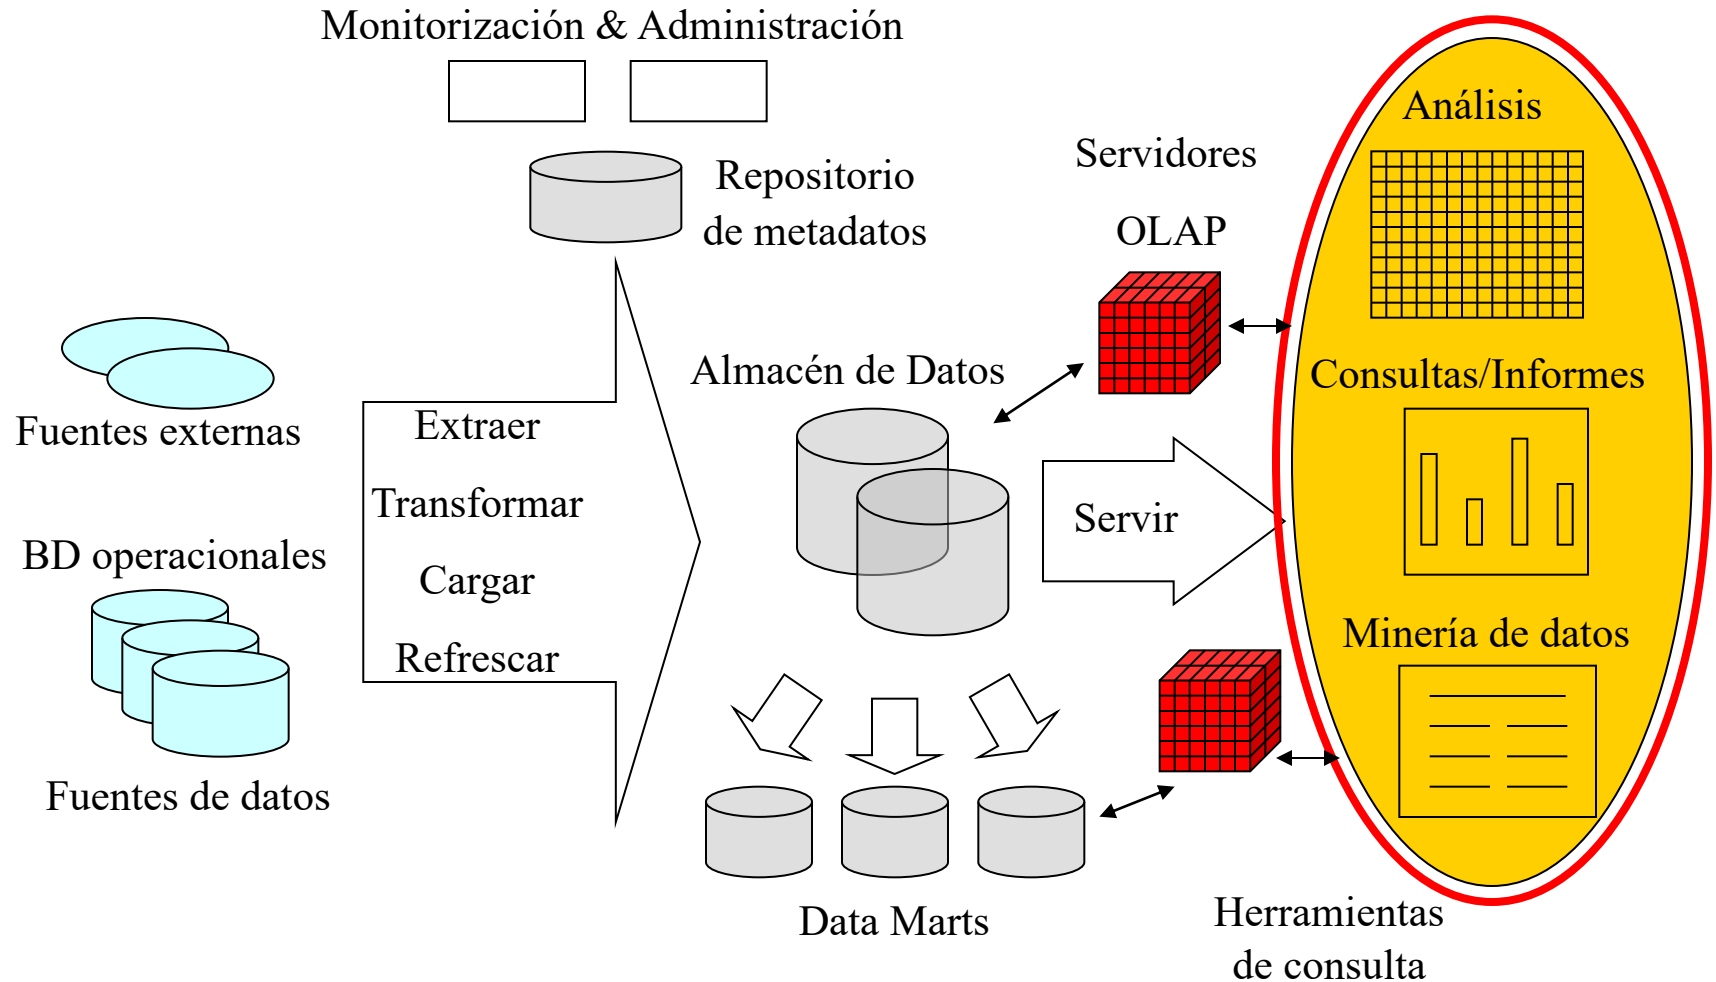 Monitorización & Administración
Repositorio
de metadatos
Servidores
OLAP
Análisis
Fuentes externas
BD operacionales
Fuentes de datos
Extraer
Transformar
Cargar
Refrescar
Almacén de Datos
Servir
Consultas/Informes
Minería de datos
Data Marts
Herramientas
de consulta